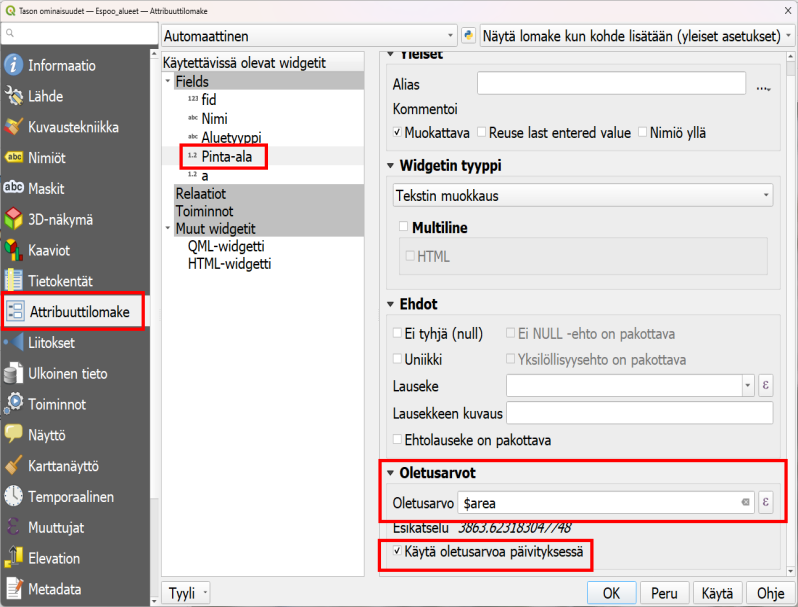 Tason ominaisuudet — Espoo_alueet — Attribuuttilomake
Automaattinen
Näytä lomake kun kohde lisätään (yleiset asetukset)
Informaatio
Lähde
Kuvaustekniikka
abc Nimiöt
abc Maskit
3D-näkymä
Kaaviot
Tietokentät
Attribuuttilomake
Liitokset
Ulkoinen tieto
Toiminnot
Näyttö
Karttanäyttö
Temporaalinen
ε Muuttujat
Elevation
Metadata
Käytettävissä olevat widgetit
Fields
123 fid
abc Nimi
abc Aluetyyppi
1.2 Pinta-ala
1.2 a
Relaatiot
Toiminnot
Muut widgetit
QML-widgetti
HTML-widgetti
Yleiset
Alias
...
Kommentoi
Muokattava Reuse last entered value Nimiö yllä
Widgetin tyyppi
Tekstin muokkaus
Multiline
HTML
Ehdot
Ei tyhjä (null) Ei NULL -ehto on pakottava
Uniikki Yksilöllisyysehto on pakottava
Lauseke ε
Lausekkeen kuvaus
Ehtolauseke on pakottava
Oletusarvot
Oletusarvo $area ε
Esikatselu 3863.623183047748
Käytä oletusarvoa päivityksessä
Tyyli
OK Peru Käytä Ohje